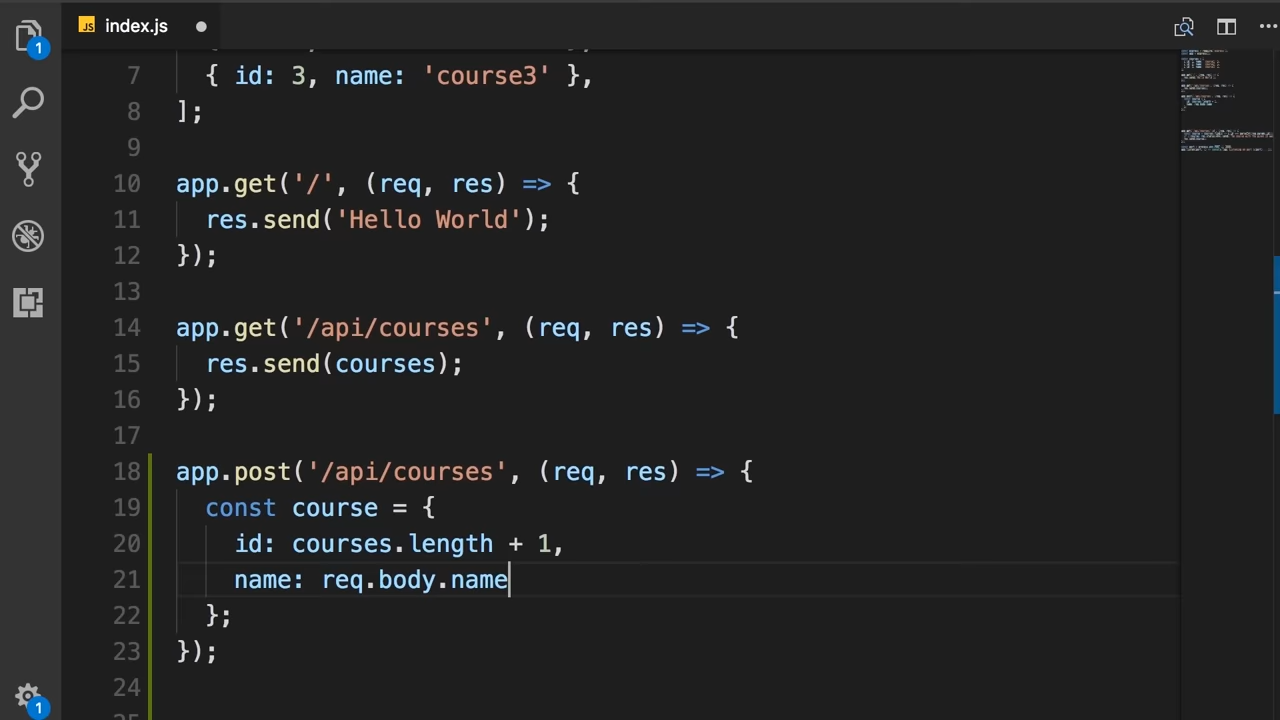 JS index.js
1
7 { id: 3, name: 'course3' },
8 ];
9
10 app.get('/', (req, res) => {
11 res.send('Hello World');
12 });
13
14 app.get('/api/courses', (req, res) => {
15 res.send(courses);
16 });
17
18 app.post('/api/courses', (req, res) => {
19 const course = {
20 id: courses.length + 1,
21 name: req.body.name
22 };
23 });
24
1